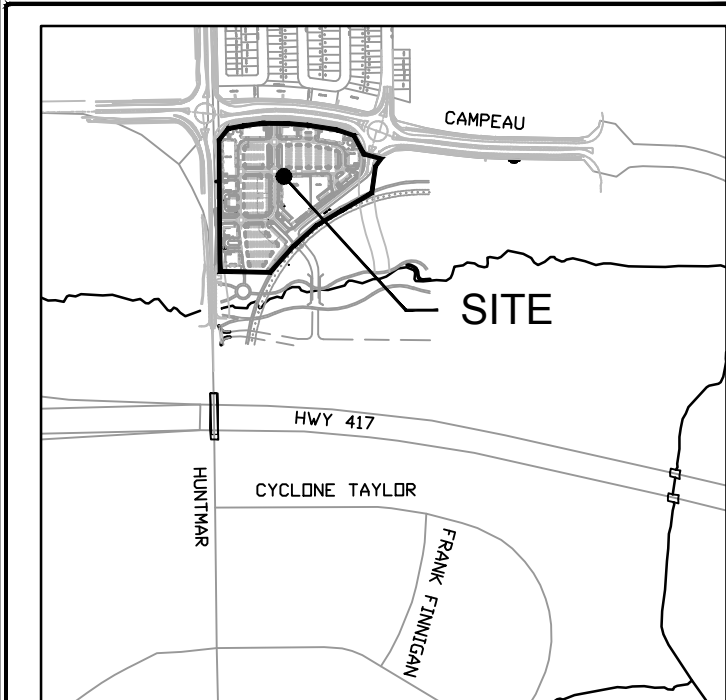 CAMPEAU
SITE
HWY 417
CYCLONE TAYLOR
HUNTMAR
FRANK FINNIGAN